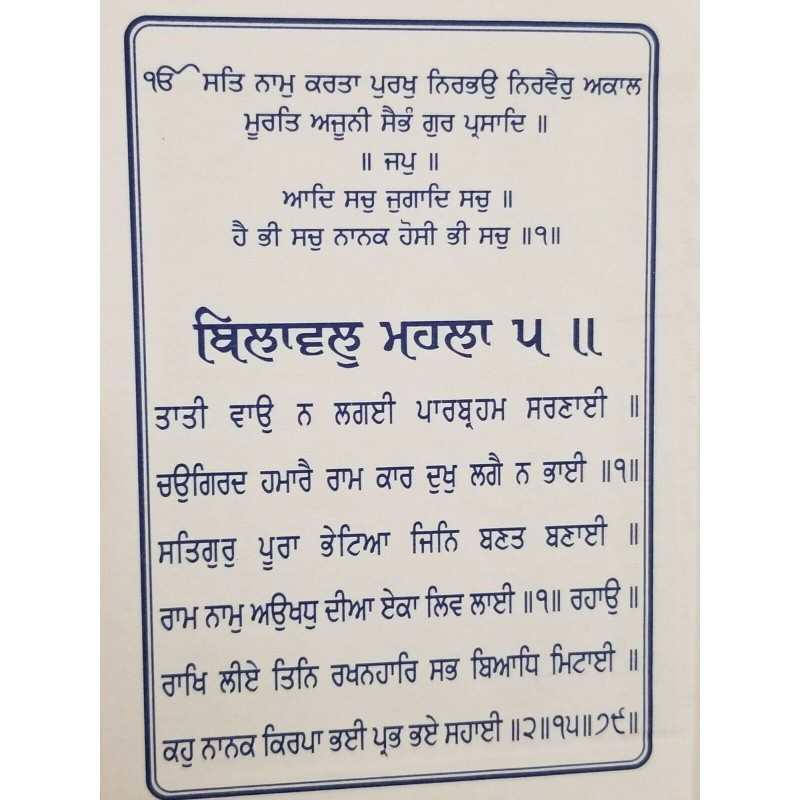 ੴ ਸਤਿ ਨਾਮੁ ਕਰਤਾ ਪੁਰਖੁ ਨਿਰਭਉ ਨਿਰਵੈਰੁ ਅਕਾਲ
ਮੂਰਤਿ ਅਜੂਨੀ ਸੈਭੰ ਗੁਰ ਪ੍ਰਸਾਦਿ ॥
॥ ਜਪੁ ॥
ਆਦਿ ਸਚੁ ਜੁਗਾਦਿ ਸਚੁ ॥
ਹੈ ਭੀ ਸਚੁ ਨਾਨਕ ਹੋਸੀ ਭੀ ਸਚੁ ॥੧॥
ਬਿਲਾਵਲੁ ਮਹਲਾ ੫ ॥
ਤਾਤੀ ਵਾਉ ਨ ਲਗਈ ਪਾਰਬ੍ਰਹਮ ਸਰਣਾਈ ॥
ਚਉਗਿਰਦ ਹਮਾਰੈ ਰਾਮ ਕਾਰ ਦੁਖੁ ਲਗੈ ਨ ਭਾਈ ॥੧॥
ਸਤਿਗੁਰੁ ਪੂਰਾ ਭੇਟਿਆ ਜਿਨਿ ਬਣਤ ਬਣਾਈ ॥
ਰਾਮ ਨਾਮੁ ਅਉਖਧੁ ਦੀਆ ਏਕਾ ਲਿਵ ਲਾਈ ॥੧॥ ਰਹਾਉ ॥
ਰਾਖਿ ਲੀਏ ਤਿਨਿ ਰਖਨਹਾਰਿ ਸਭ ਬਿਆਧਿ ਮਿਟਾਈ ॥
ਕਹੁ ਨਾਨਕ ਕਿਰਪਾ ਭਈ ਪ੍ਰਭ ਭਏ ਸਹਾਈ ॥੨॥੧੫॥੭੯॥